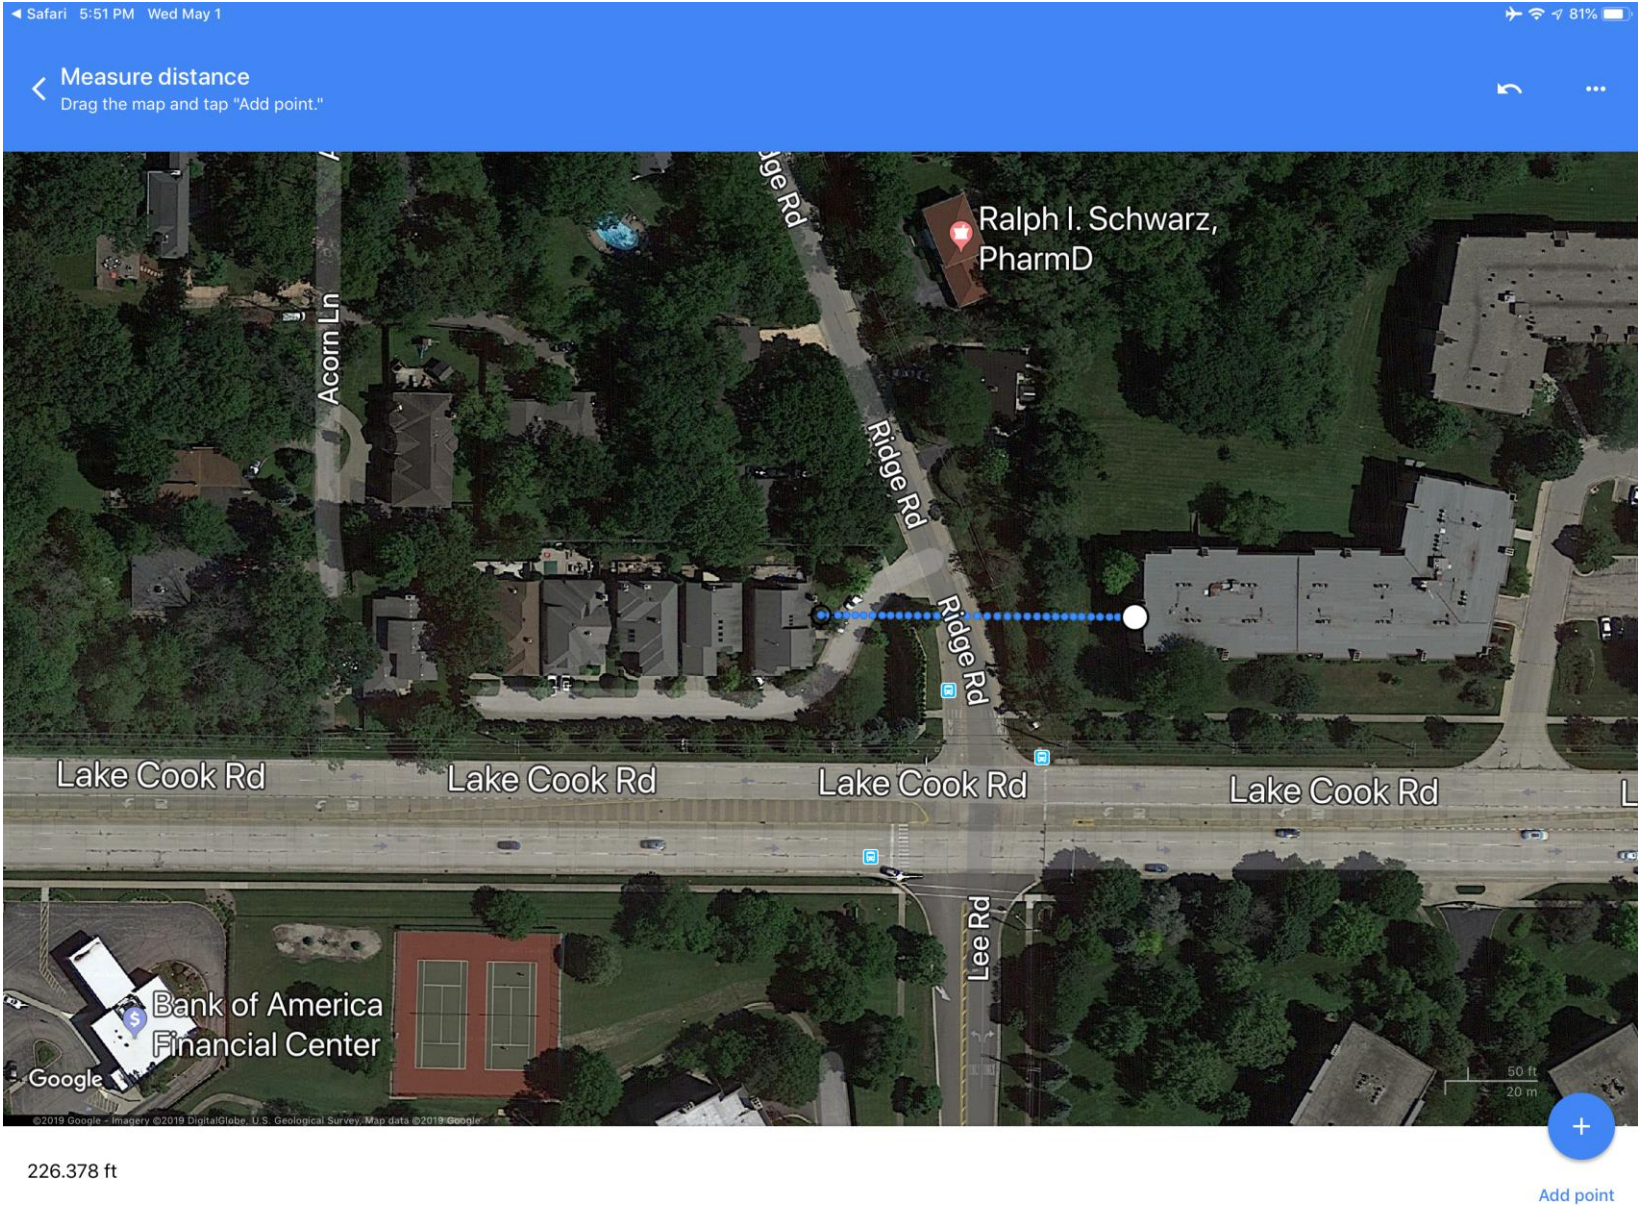 Safari 5:51 PM Wed May 1
81%
Measure distance
Drag the map and tap "Add point."
dge Rd
Ralph I. Schwarz,
PharmD
Acorn Ln
Ridge Rd
Ridge Rd
Lake Cook Rd
Lake Cook Rd
Lake Cook Rd
Lake Cook Rd
L
Lee Rd
Bank of America
Financial Center
Google
50 ft
20 m
©2019 Google - Imagery ©2019 DigitalGlobe, U.S. Geological Survey, Map data ©2019 Google
226.378 ft
Add point